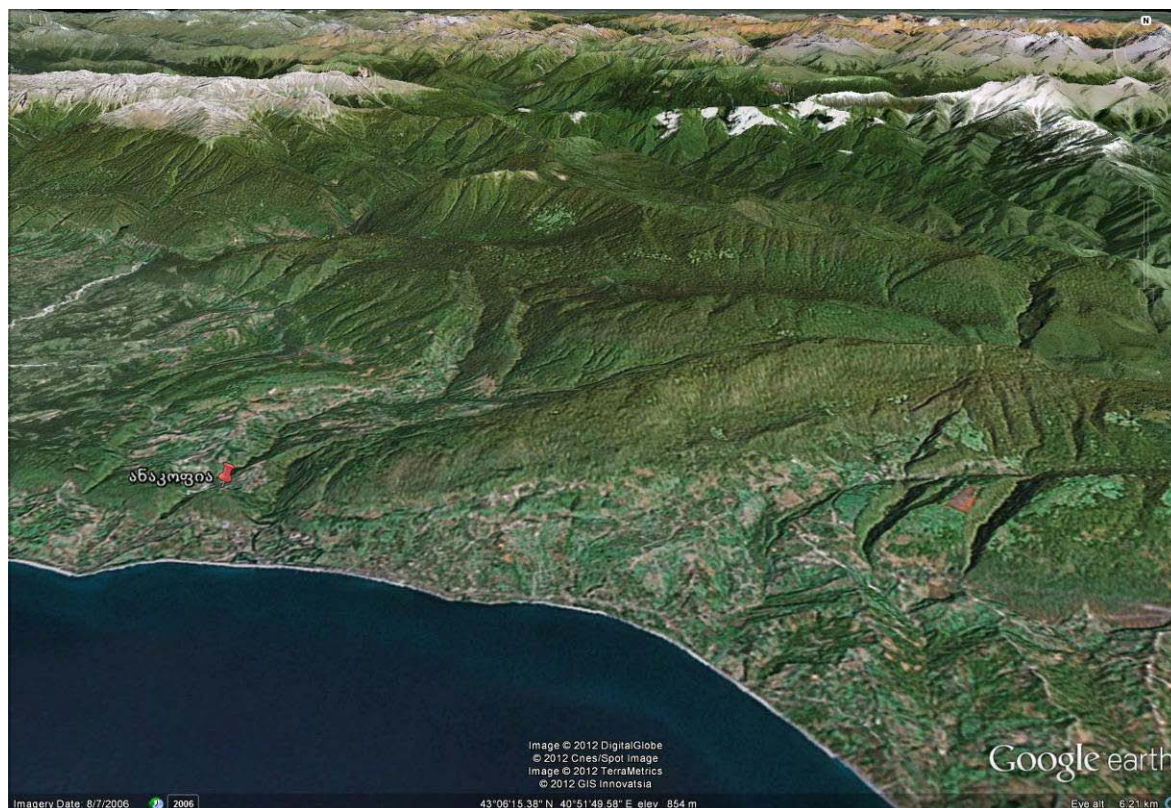 N
ანაკოფია
Image © 2012 DigitalGlobe
© 2012 Cnes/Spot Image
Image © 2012 TerraMetrics
© 2012 GIS Innovatsia
Google earth
Imagery Date: 8/7/2006 2006 43°06'15.38" N 40°51'49.58" E elev 854 m Eye alt 6.21 km